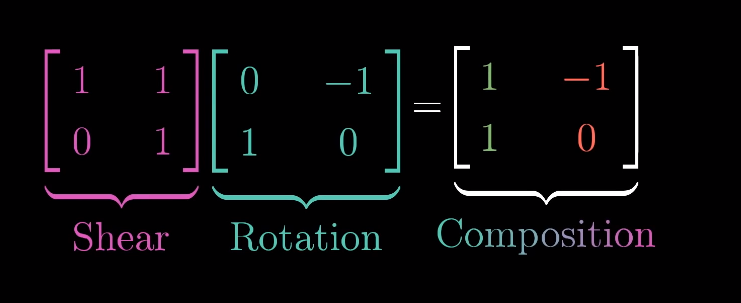 1 1 0 −1 = 1 −1
0 1 1 0 1 0
Shear Rotation Composition